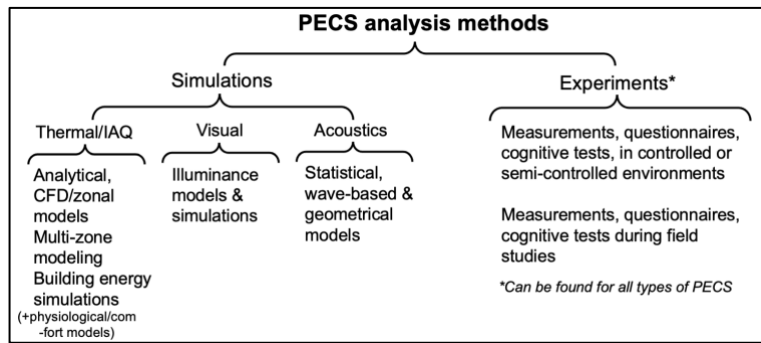 PECS analysis methods
Simulations
Experiments*
Thermal/IAQ
Visual
Acoustics
Analytical,
CFD/zonal
models
Multi-zone
modeling
Building energy
simulations
(+physiological/com
-fort models)
Illuminance
models &
simulations
Statistical,
wave-based &
geometrical
models
Measurements, questionnaires,
cognitive tests, in controlled or
semi-controlled environments
Measurements, questionnaires,
cognitive tests during field
studies
*Can be found for all types of PECS